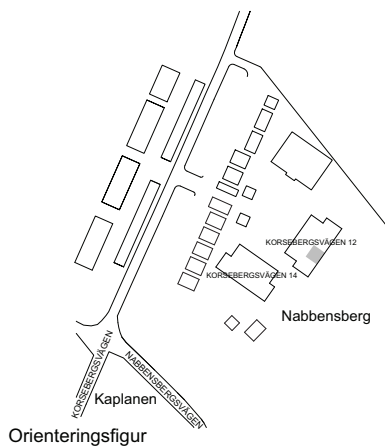 KORSEBERGSVÄGEN 12
KORSEBERGSVÄGEN 14
Nabbensberg
KORSEBERGSVÄGEN
NABBENSBERGSVÄGEN
Kaplanen
Orienteringsfigur